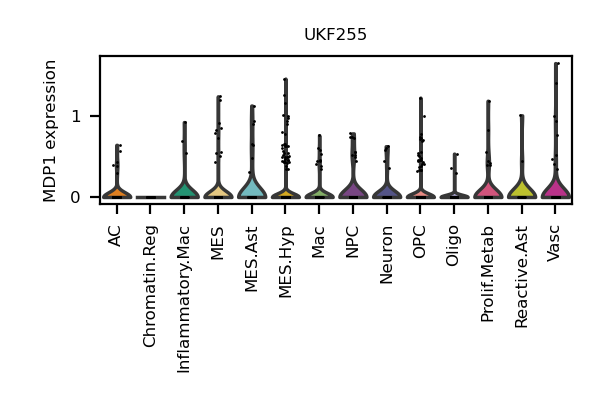 UKF255
MDP1 expression
1
0
AC
Chromatin.Reg
Inflammatory.Mac
MES
MES.Ast
MES.Hyp
Mac
NPC
Neuron
OPC
Oligo
Prolif.Metab
Reactive.Ast
Vasc